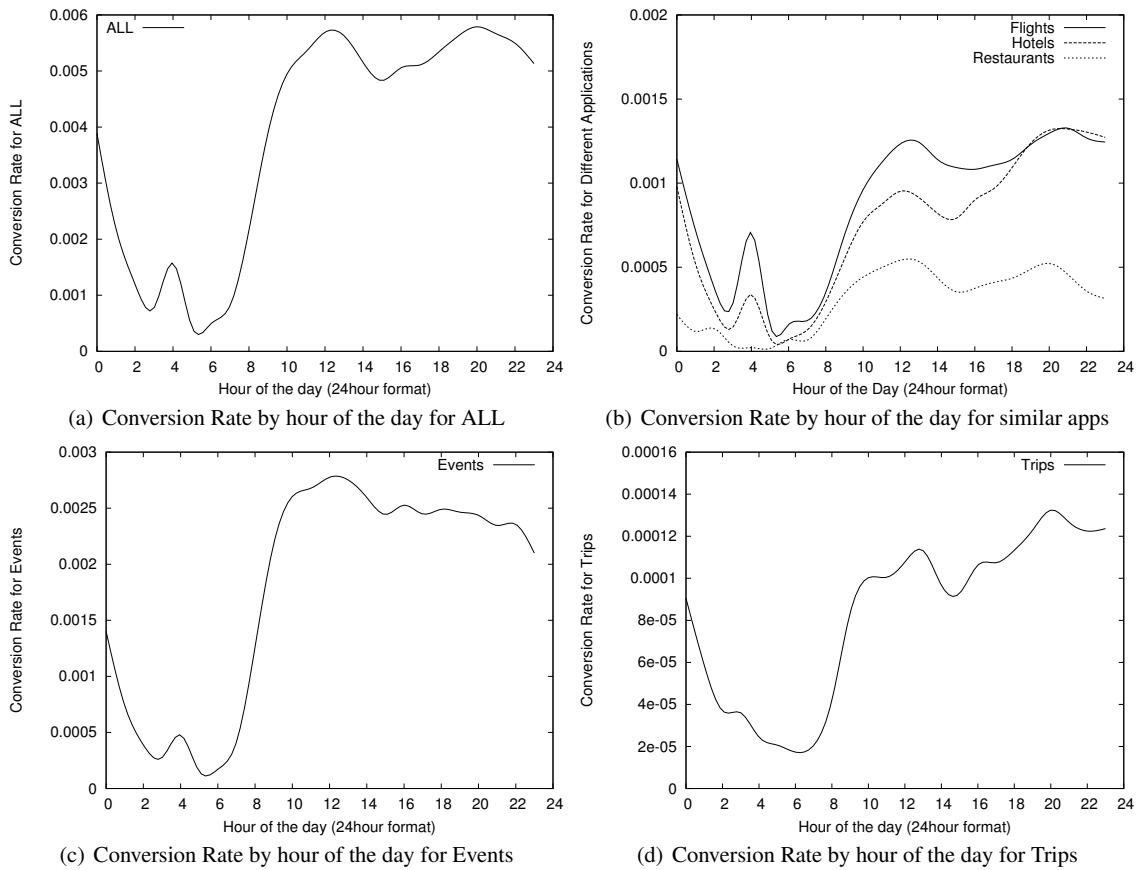 0.006
ALL
0.005
0.004
0.003
0.002
0.001
0
0 2 4 6 8 10 12 14 16 18 20 22 24
Conversion Rate for ALL
Hour of the day (24hour format)
(a) Conversion Rate by hour of the day for ALL
0.002
Flights
Hotels
Restaurants
0.0015
0.001
0.0005
0
0 2 4 6 8 10 12 14 16 18 20 22 24
Conversion Rate for Different Applications
Hour of the Day (24hour format)
(b) Conversion Rate by hour of the day for similar apps
0.003
Events
0.0025
0.002
0.0015
0.001
0.0005
0
0 2 4 6 8 10 12 14 16 18 20 22 24
Conversion Rate for Events
Hour of the day (24hour format)
(c) Conversion Rate by hour of the day for Events
0.00016
Trips
0.00014
0.00012
0.0001
8e-05
6e-05
4e-05
2e-05
0
0 2 4 6 8 10 12 14 16 18 20 22 24
Conversion Rate for Trips
Hour of the day (24hour format)
(d) Conversion Rate by hour of the day for Trips